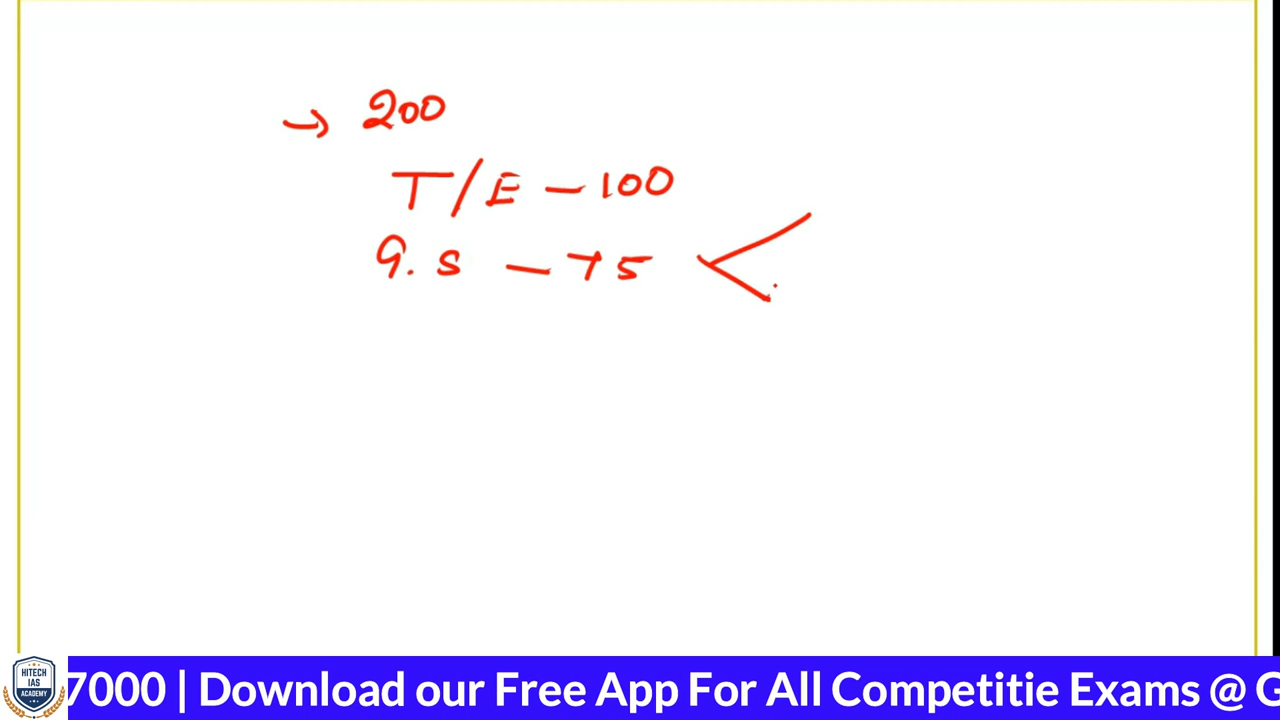 → 200
T/E – 100
G.S – 75 <
HITECH
IAS
ACADEMY
7000 | Download our Free App For All Competitie Exams @ G